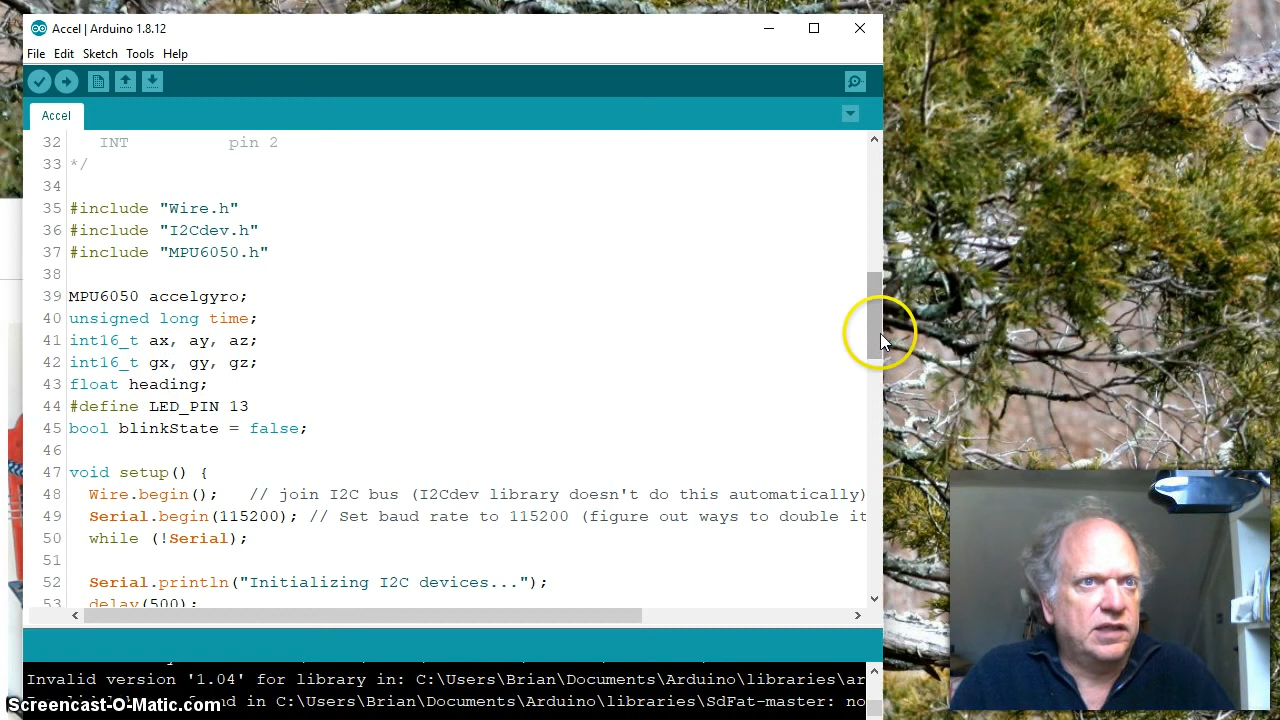 Accel | Arduino 1.8.12
File Edit Sketch Tools Help
Accel
32 INT pin 2
33 */
34
35 #include "Wire.h"
36 #include "I2Cdev.h"
37 #include "MPU6050.h"
38
39 MPU6050 accelgyro;
40 unsigned long time;
41 int16_t ax, ay, az;
42 int16_t gx, gy, gz;
43 float heading;
44 #define LED_PIN 13
45 bool blinkState = false;
46
47 void setup() {
48 Wire.begin(); // join I2C bus (I2Cdev library doesn't do this automatically)
49 Serial.begin(115200); // Set baud rate to 115200 (figure out ways to double it
50 while (!Serial);
51
52 Serial.println("Initializing I2C devices...");
53 delay(500);
Invalid version '1.04' for library in: C:\Users\Brian\Documents\Arduino\libraries\ar
d in C:\Users\Brian\Documents\Arduino\libraries\SdFat-master: no
Screencast-O-Matic.com